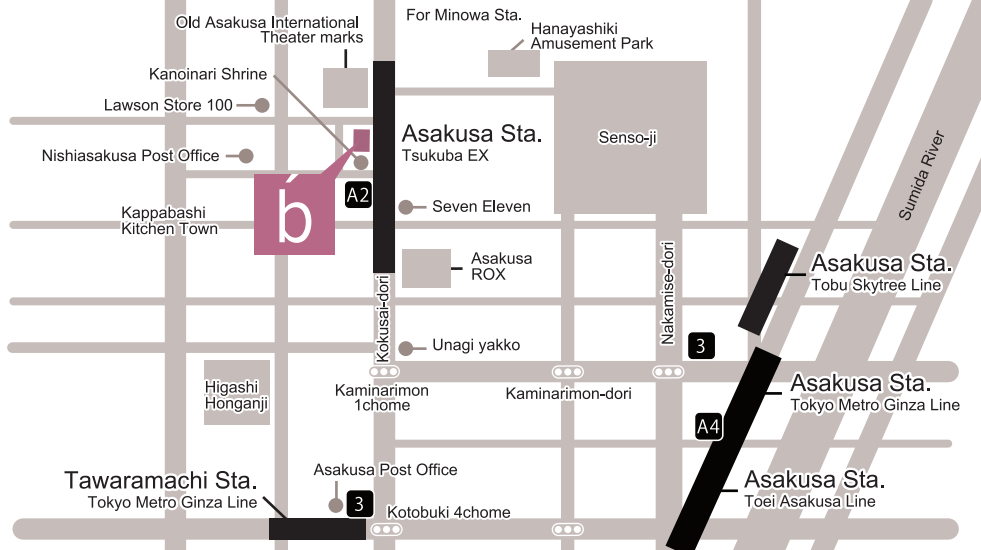 For Minowa Sta.
Old Asakusa International
Theater marks
Hanayashiki
Amusement Park
Kanoinari Shrine
Lawson Store 100
Asakusa Sta.
Tsukuba EX
Senso-ji
Nishiasakusa Post Office
Sumida River
A2
b́
Kappabashi
Kitchen Town
Seven Eleven
Asakusa
ROX
Asakusa Sta.
Tobu Skytree Line
Kokusai-dori
Nakamise-dori
Unagi yakko
3
Higashi
Honganji
Kaminarimon
1chome
Kaminarimon-dori
Asakusa Sta.
Tokyo Metro Ginza Line
A4
Tawaramachi Sta.
Tokyo Metro Ginza Line
Asakusa Post Office
3
Kotobuki 4chome
Asakusa Sta.
Toei Asakusa Line